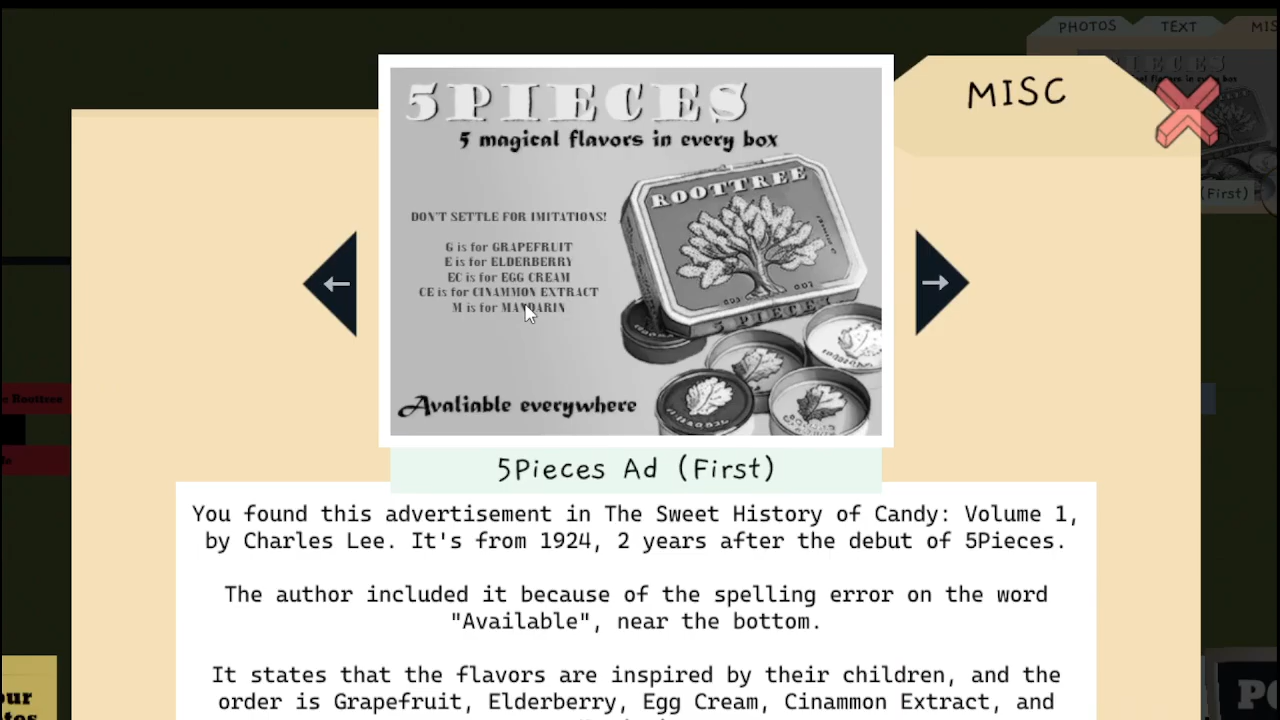 PHOTOS
TEXT
MIS
5PIECES
5 magical flavors in every box
MISC
ROOTTREE
DON'T SETTLE FOR IMITATIONS!
G is for GRAPEFRUIT
E is for ELDERBERRY
EC is for EGG CREAM
CE is for CINAMMON EXTRACT
M is for MANDARIN
5 PIECES
Avaliable everywhere
(First)
Roottree
5Pieces Ad (First)
You found this advertisement in The Sweet History of Candy: Volume 1,
by Charles Lee. It's from 1924, 2 years after the debut of 5Pieces.
The author included it because of the spelling error on the word
"Available", near the bottom.
It states that the flavors are inspired by their children, and the
order is Grapefruit, Elderberry, Egg Cream, Cinammon Extract, and